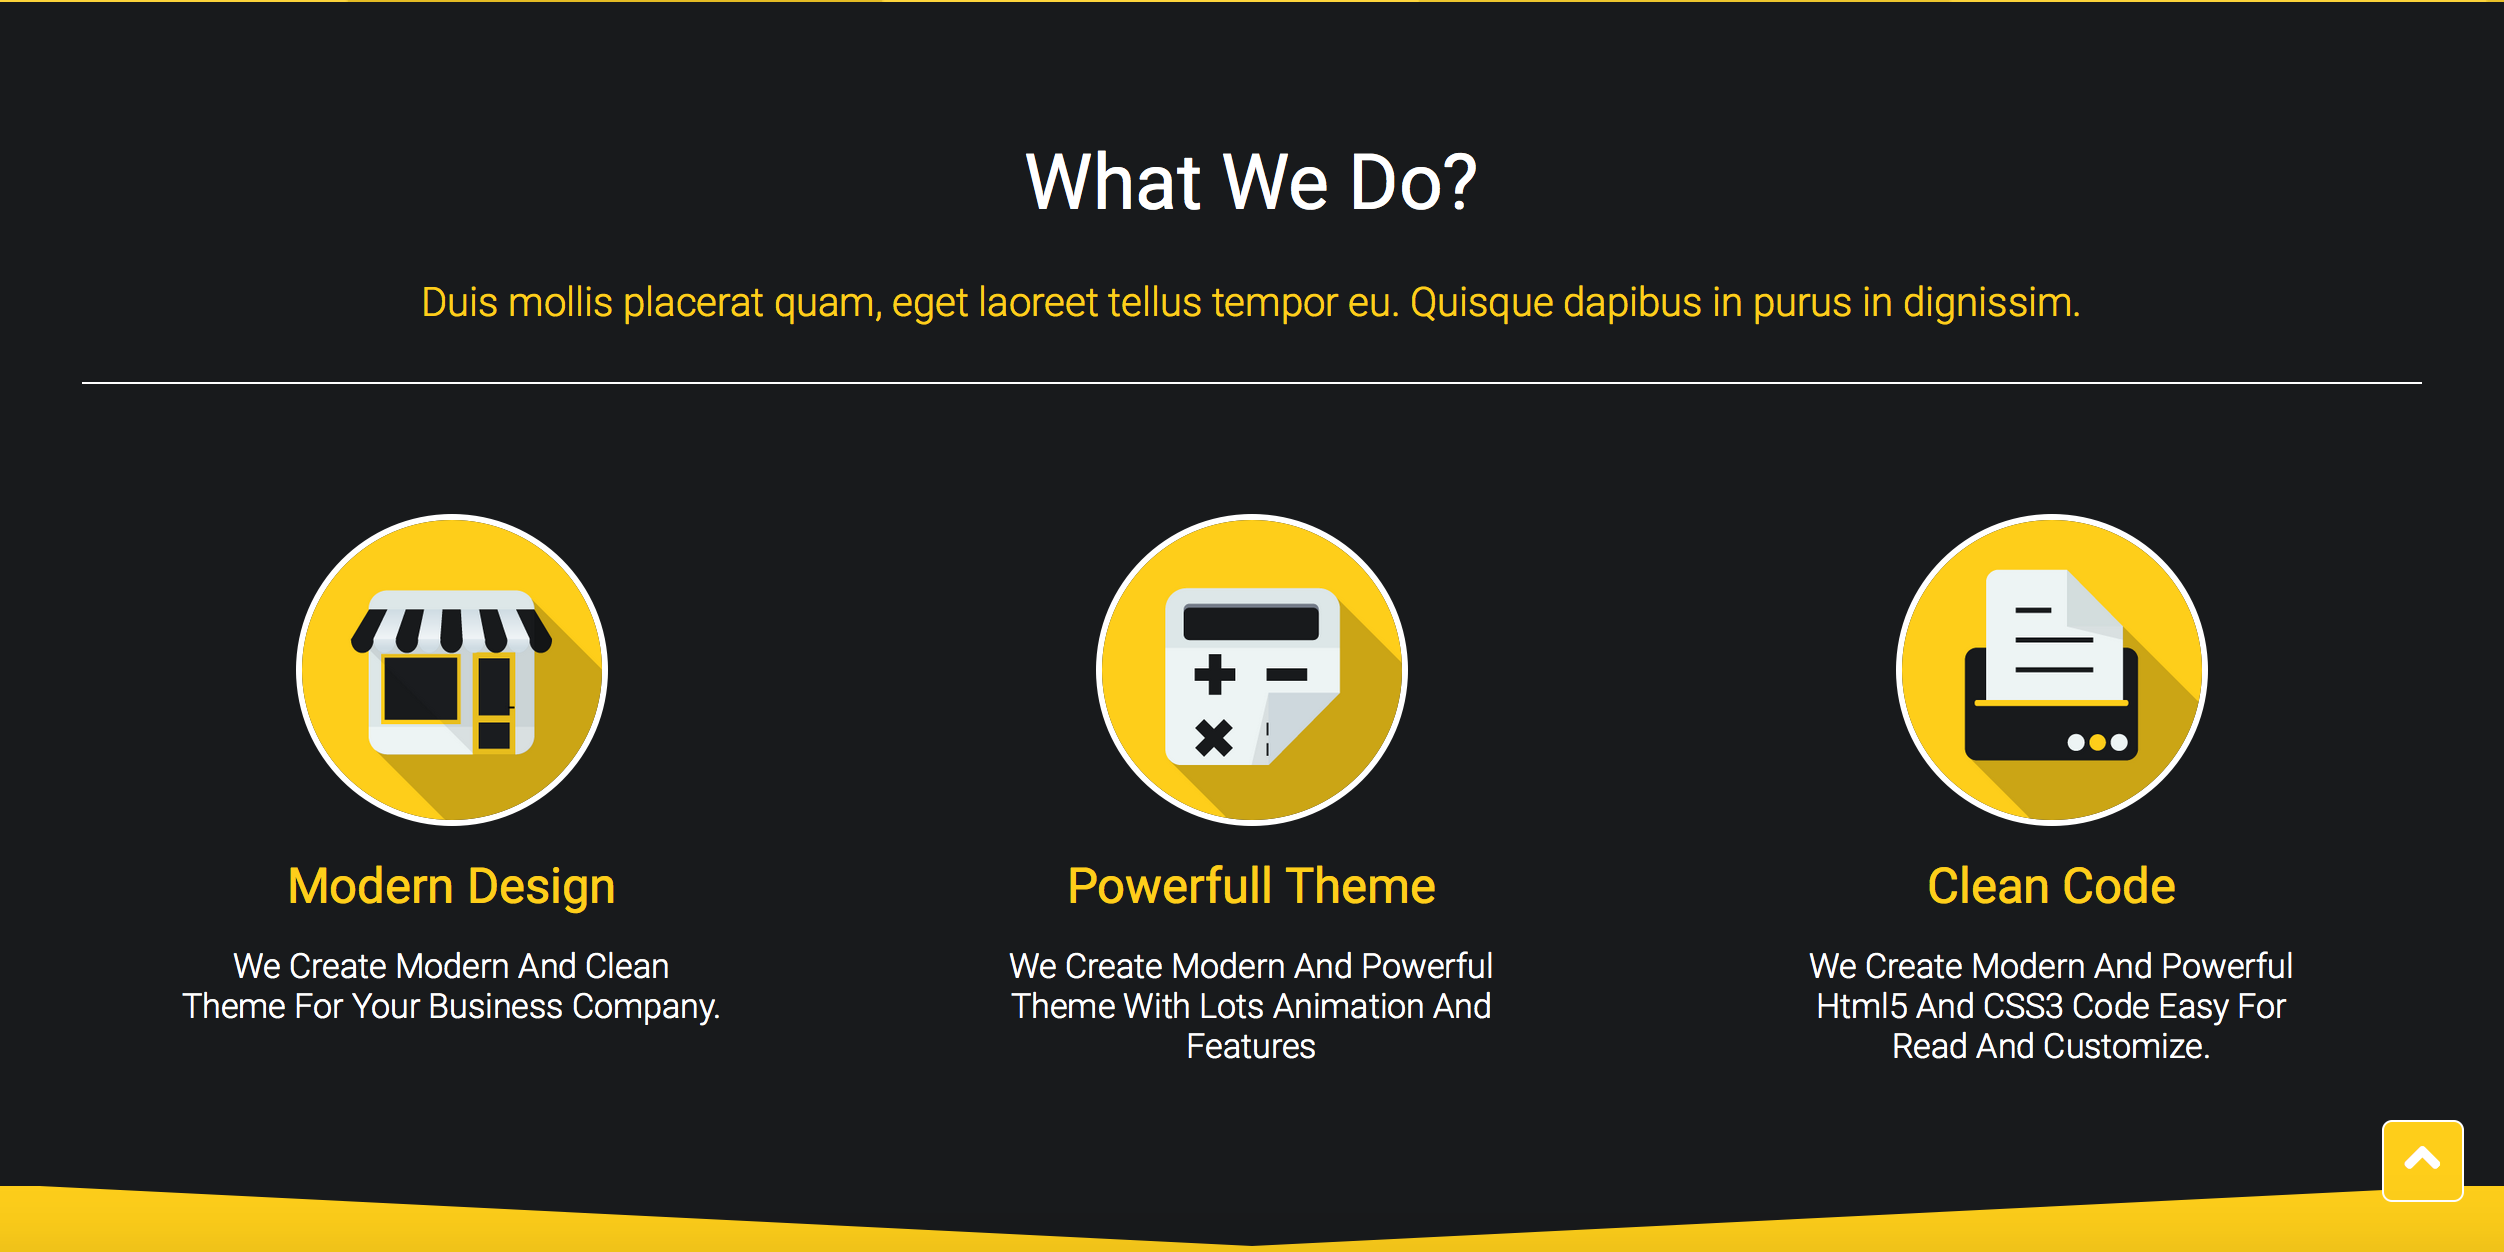 What We Do?
Duis mollis placerat quam, eget laoreet tellus tempor eu. Quisque dapibus in purus in dignissim.
Modern Design
We Create Modern And Clean
Theme For Your Business Company.
Powerfull Theme
We Create Modern And Powerful
Theme With Lots Animation And
Features
Clean Code
We Create Modern And Powerful
Html5 And CSS3 Code Easy For
Read And Customize.